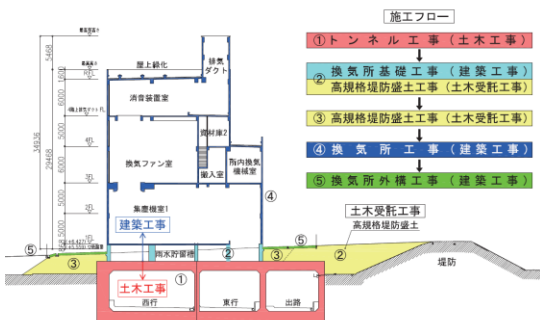 施工フロー
①トンネル工事(土木工事)
②
換気所基礎工事(建築工事)
高規格堤防盛土工事(土木受託工事)
③高規格堤防盛土工事(土木受託工事)
④換気所工事(建築工事)
⑤換気所外構工事(建築工事)
土木受託工事
高規格堤防盛土
堤防
②
屋上緑化
排気
ダクト
消音装置室
資材庫2
換気ファン室
搬入室
階内換気
機械室
集塵機室1
④
建築工事
雨水貯留槽
②
③
③
⑤
⑤
土木工事
①
西行
東行
出路
34936
5468
29468
1600
6000
5000
6000
5000
5000